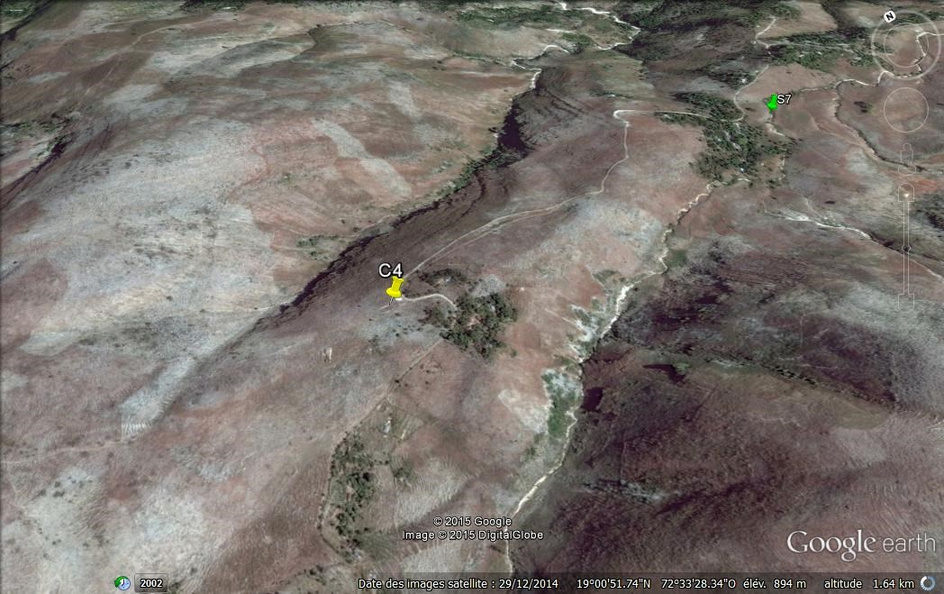 N
S7
C4
© 2015 Google
Image © 2015 DigitalGlobe
Google earth
2002
Date des images satellite : 29/12/2014 19°00'51.74"N 72°33'28.34"O élév. 894 m altitude 1.64 km